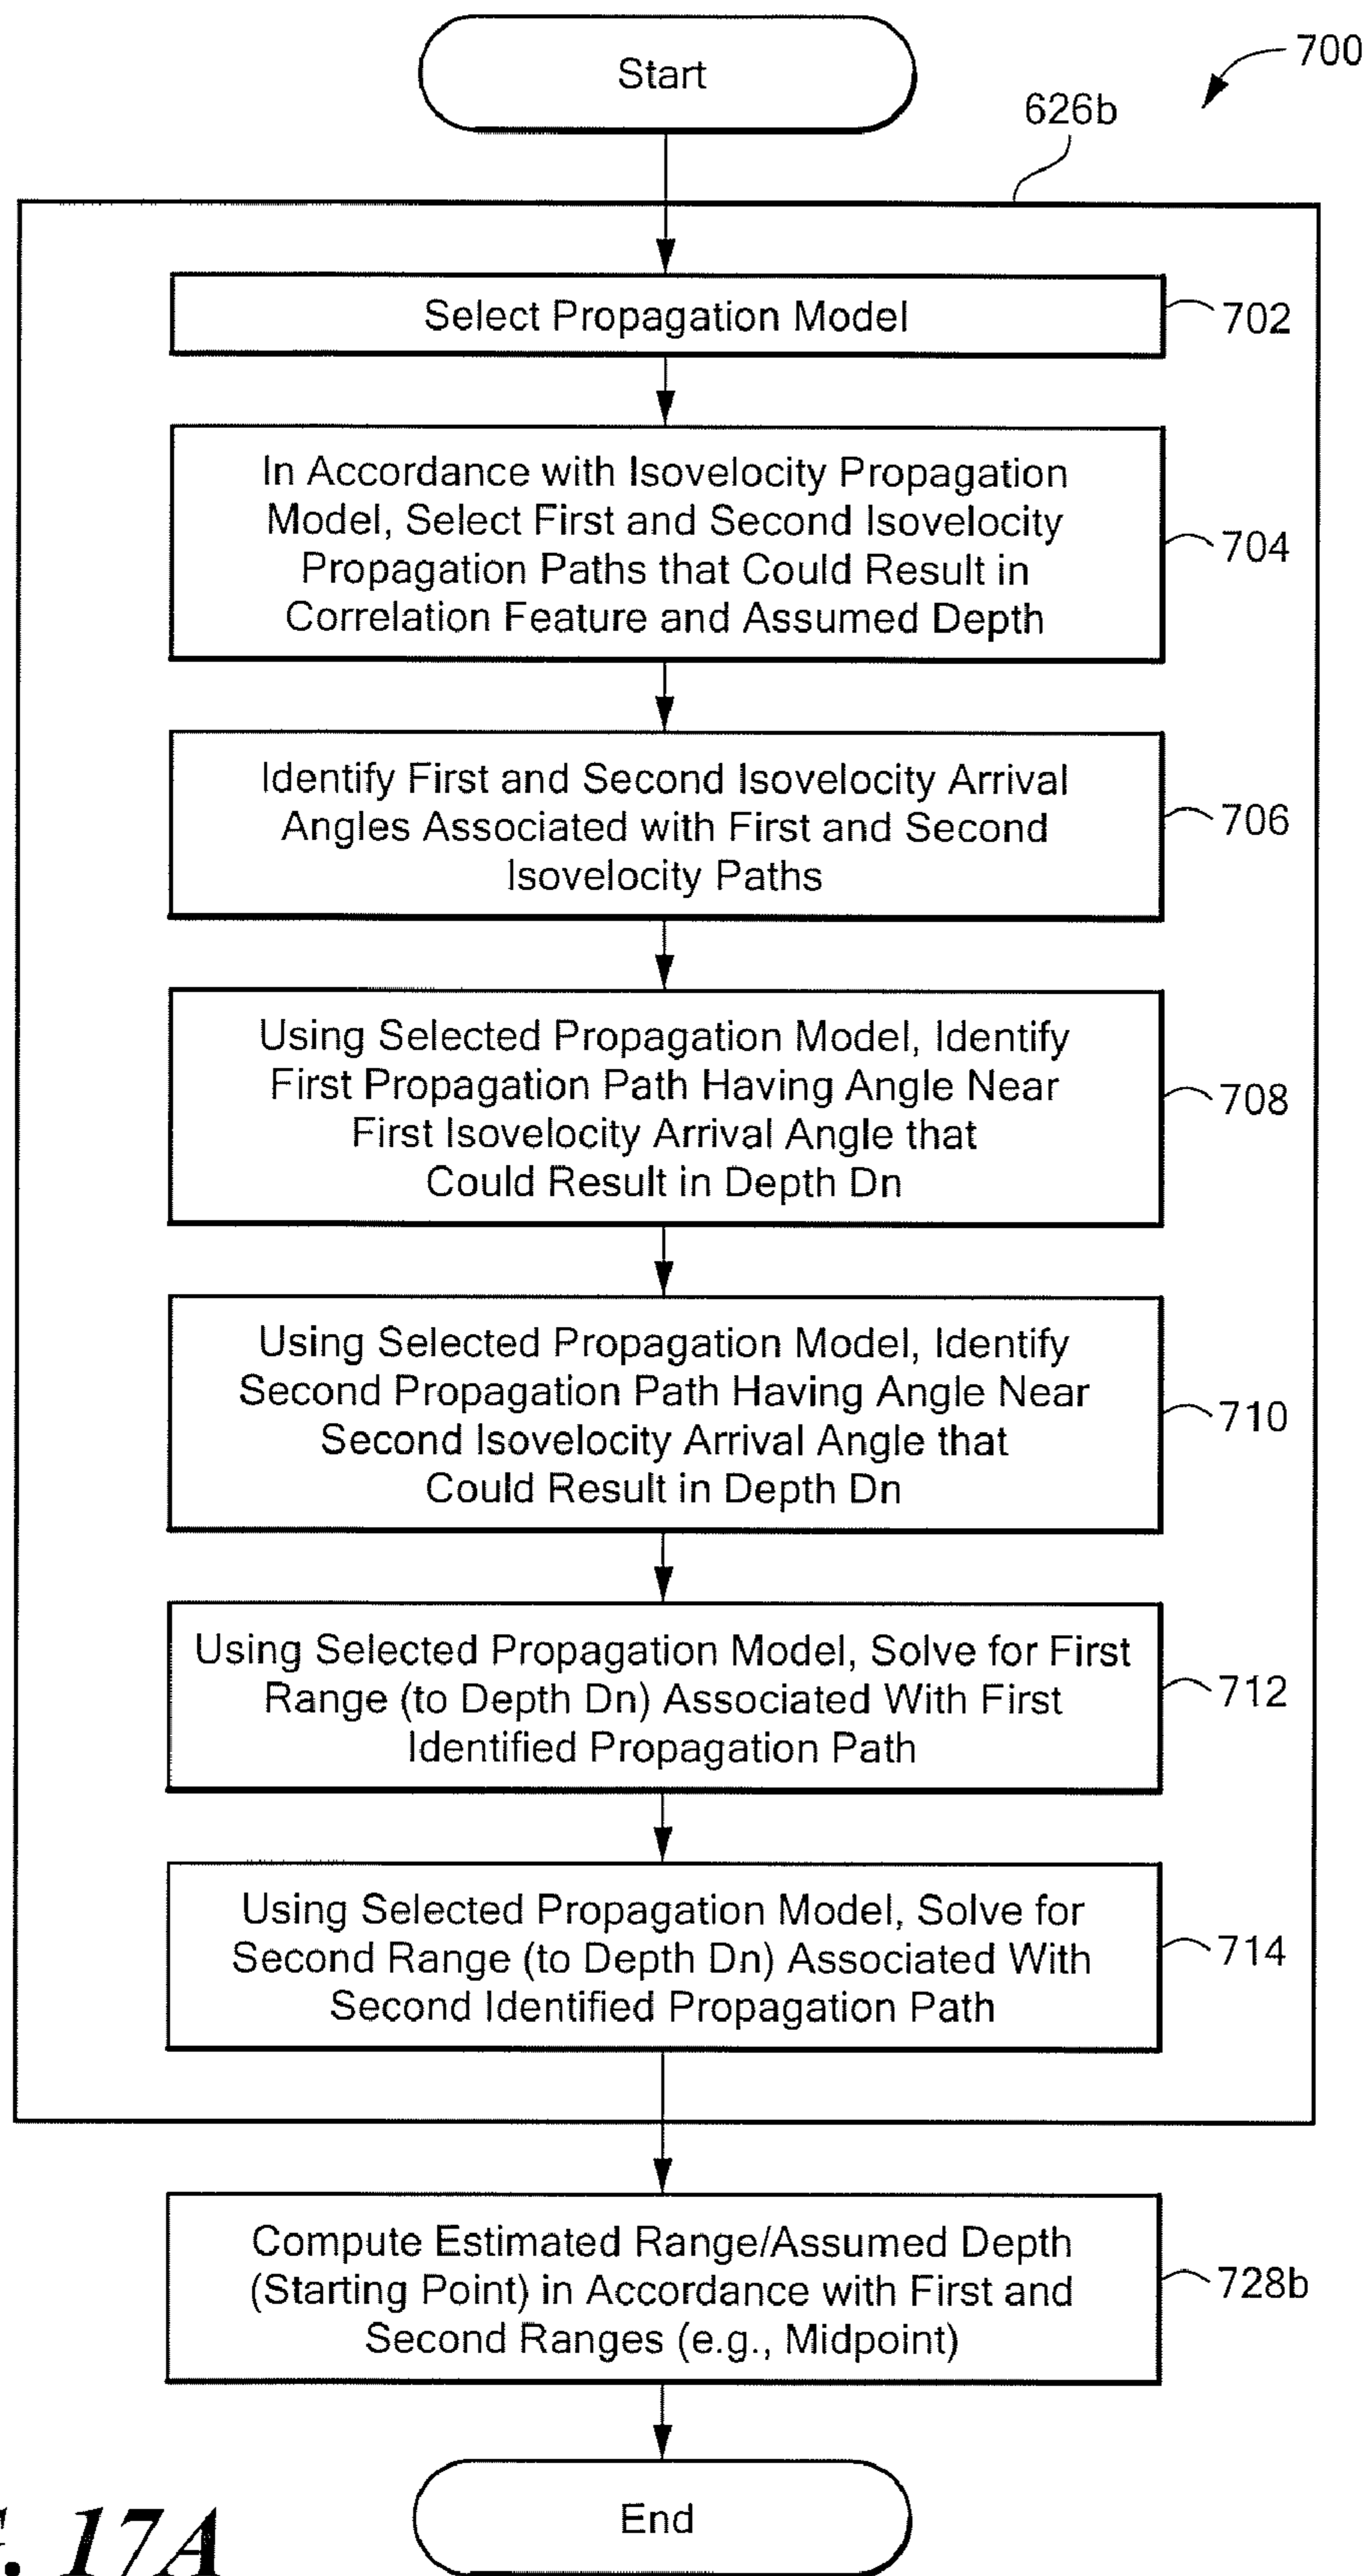 Start
700
626b
Select Propagation Model
702
In Accordance with Isovelocity Propagation
Model, Select First and Second Isovelocity
Propagation Paths that Could Result in
Correlation Feature and Assumed Depth
704
Identify First and Second Isovelocity Arrival
Angles Associated with First and Second
Isovelocity Paths
706
Using Selected Propagation Model, Identify
First Propagation Path Having Angle Near
First Isovelocity Arrival Angle that
Could Result in Depth Dn
708
Using Selected Propagation Model, Identify
Second Propagation Path Having Angle Near
Second Isovelocity Arrival Angle that
Could Result in Depth Dn
710
Using Selected Propagation Model, Solve for First
Range (to Depth Dn) Associated With First
Identified Propagation Path
712
Using Selected Propagation Model, Solve for
Second Range (to Depth Dn) Associated With
Second Identified Propagation Path
714
Compute Estimated Range/Assumed Depth
(Starting Point) in Accordance with First and
Second Ranges (e.g., Midpoint)
728b
End
17A